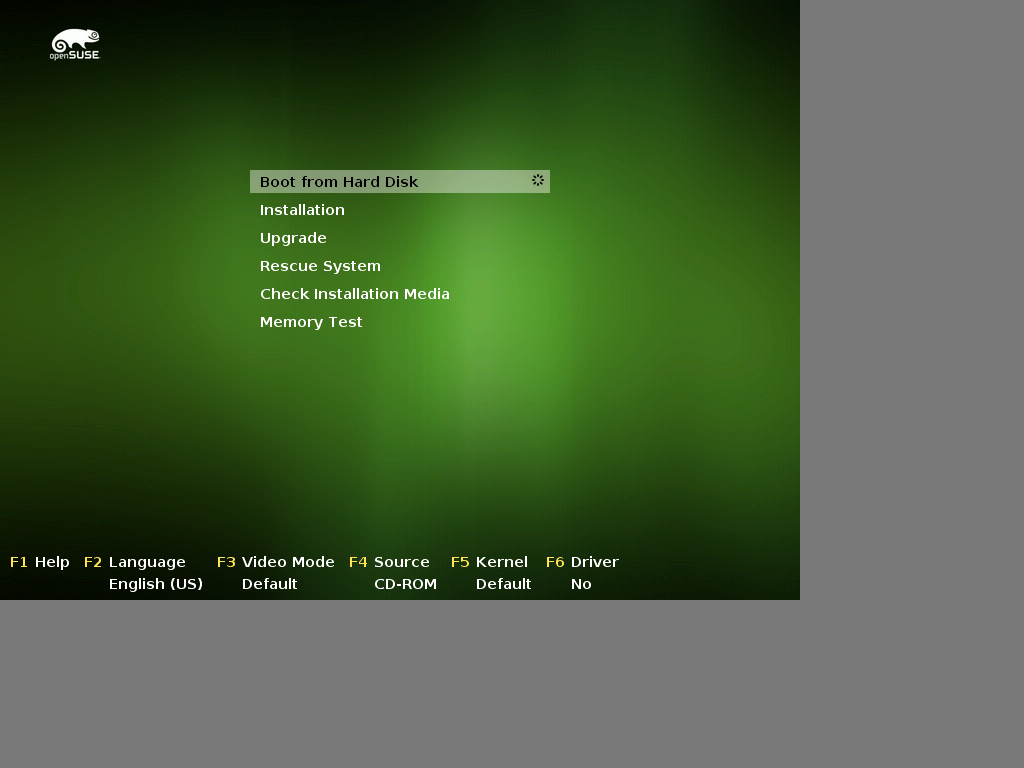 openSUSE
Boot from Hard Disk
Installation
Upgrade
Rescue System
Check Installation Media
Memory Test
F1 Help F2 Language F3 Video Mode F4 Source F5 Kernel F6 Driver
English (US) Default CD-ROM Default No